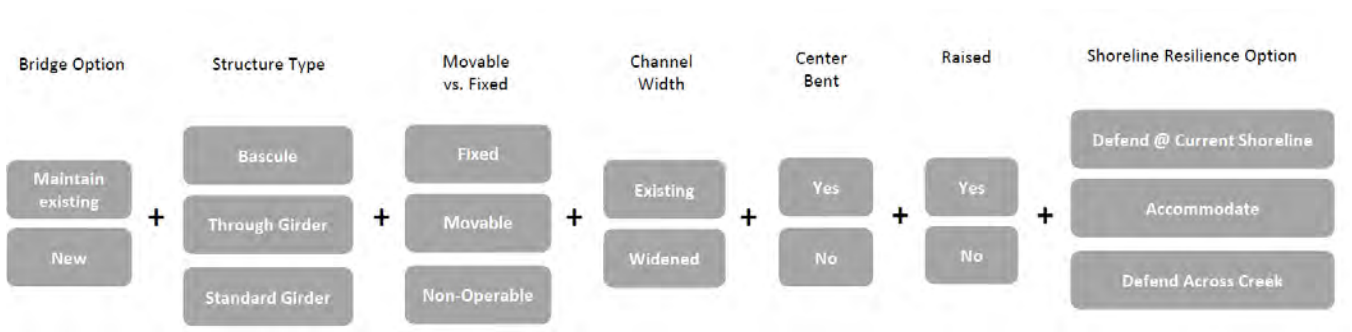 Bridge Option
Structure Type
Movable
vs. Fixed
Channel
Width
Center
Bent
Raised
Shoreline Resilience Option
Maintain
existing
New
+
Bascule
Through Girder
Standard Girder
+
Fixed
Movable
Non-Operable
+
Existing
Widened
+
Yes
No
+
Yes
No
+
Defend @ Current Shoreline
Accommodate
Defend Across Creek